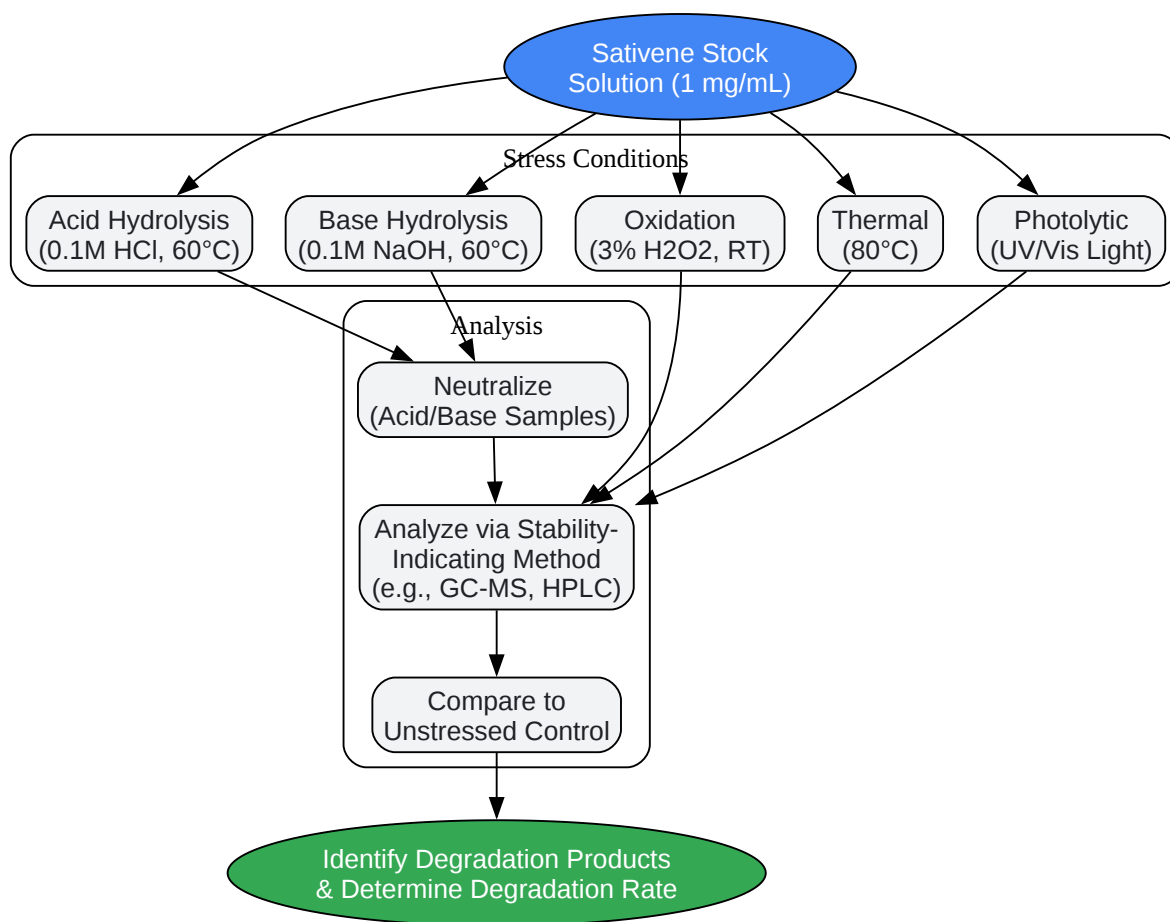 Sativene Stock
Solution (1 mg/mL)
Stress Conditions
Acid Hydrolysis
(0.1M HCl, 60°C)
Base Hydrolysis
(0.1M NaOH, 60°C)
Oxidation
(3% H2O2, RT)
Thermal
(80°C)
Photolytic
(UV/Vis Light)
Analysis
Neutralize
(Acid/Base Samples)
Analyze via Stability-
Indicating Method
(e.g., GC-MS, HPLC)
Compare to
Unstressed Control
Identify Degradation Products
& Determine Degradation Rate